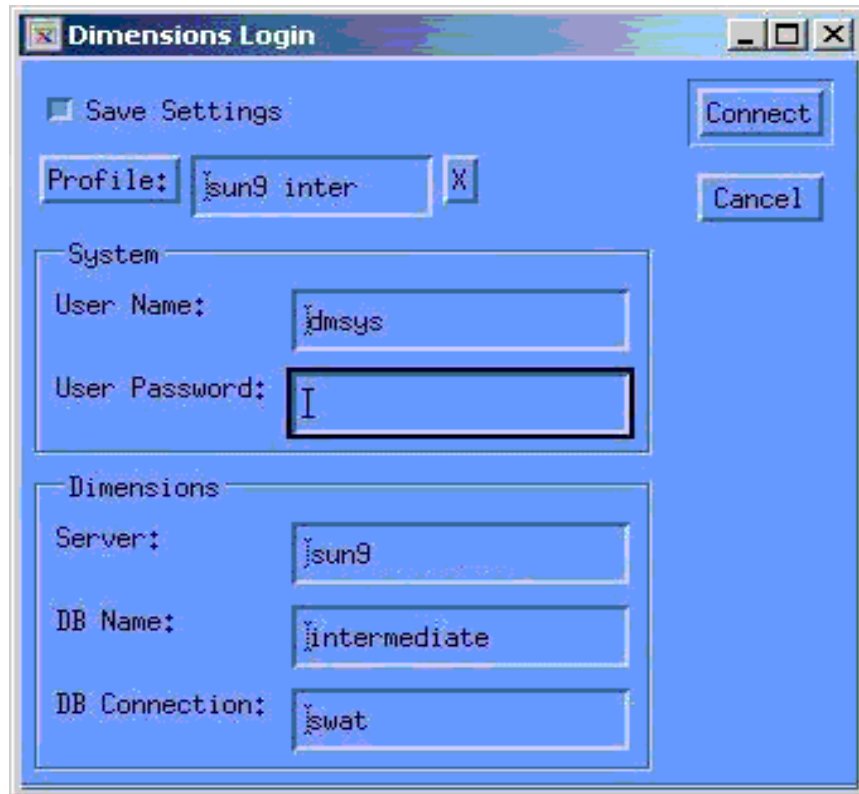 Dimensions Login
Save Settings
Connect
Profile: sun9 inter X
Cancel
System
User Name: dmsys
User Password:
Dimensions
Server: sun9
DB Name: intermediate
DB Connection: swat